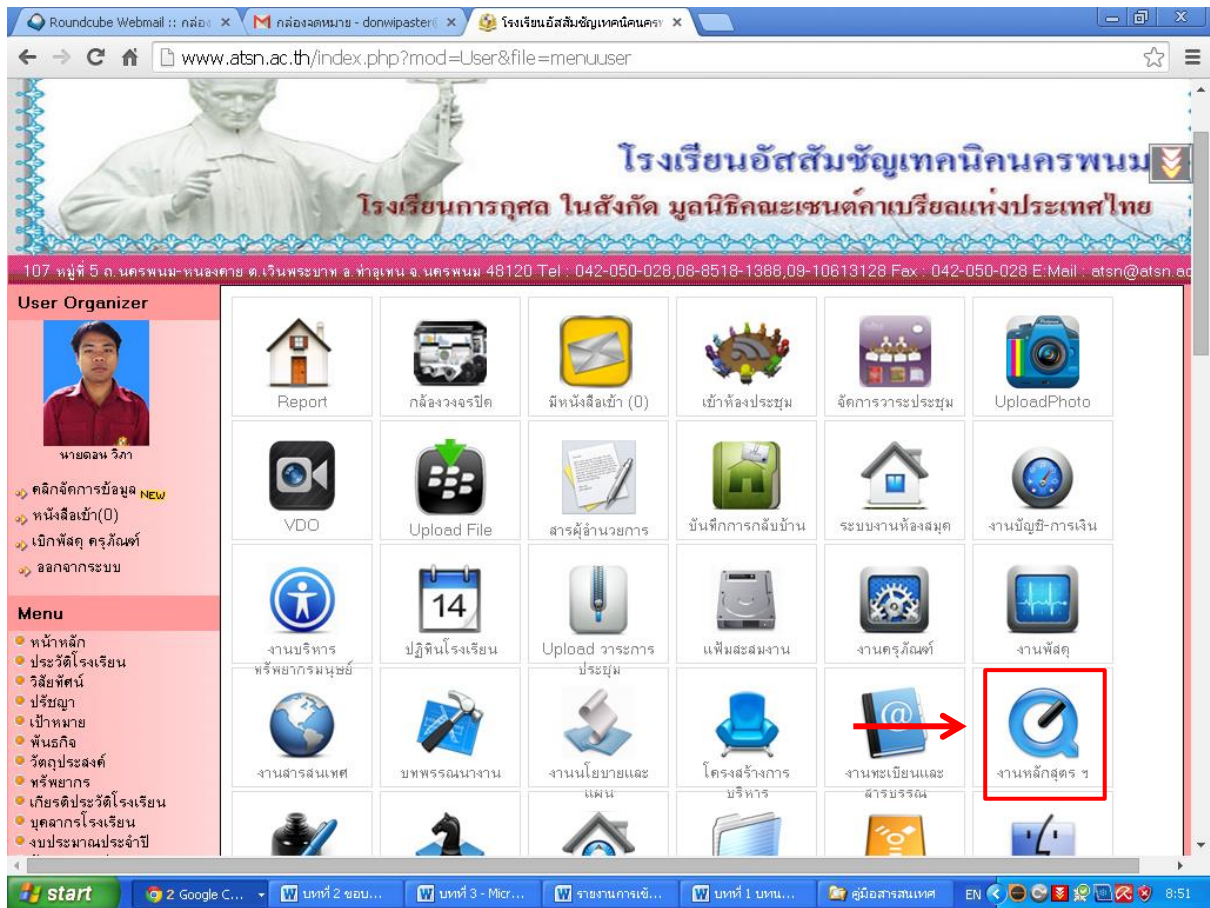 Roundcube Webmail :: กล่อง
กล่องจดหมาย - donwipaster@
โรงเรียนอัสสัมชัญเทคนิคนครพ
www.atsn.ac.th/index.php?mod=User&file=menuuser
โรงเรียนอัสสัมชัญเทคนิคนครพนม
โรงเรียนการกุศล ในสังกัด มูลนิธิคณะเซนต์คาเบรียลแห่งประเทศไทย
107 หมู่ที่ 5 ถ.นครพนม-หนองคาย ต.เวินพระบาท อ.ท่าอุเทน จ.นครพนม 48120 Tel : 042-050-028,08-8518-1388,09-10613128 Fax : 042-050-028 E:Mail : atsn@atsn.ac
User Organizer
นายดอน วิภา
คลิกจัดการข้อมูล NEW
หนังสือเข้า(0)
เบิกพัสดุ ครุภัณฑ์
ออกจากระบบ
Menu
หน้าหลัก
ประวัติโรงเรียน
วิสัยทัศน์
ปรัชญา
เป้าหมาย
พันธกิจ
วัตถุประสงค์
ทรัพยากร
เกียรติประวัติโรงเรียน
บุคลากรโรงเรียน
งบประมาณประจำปี
Report
กล้องวงจรปิด
มีหนังสือเข้า (0)
เข้าห้องประชุม
จัดการวาระประชุม
UploadPhoto
VDO
Upload File
สารผู้อำนวยการ
บันทึกการกลับบ้าน
ระบบงานห้องสมุด
งานบัญชี-การเงิน
14
งานบริหาร
ทรัพยากรมนุษย์
ปฏิทินโรงเรียน
Upload วาระการ
ประชุม
แฟ้มสะสมงาน
งานครุภัณฑ์
งานพัสดุ
งานสารสนเทศ
บทพรรณนางาน
งานนโยบายและ
แผน
โครงสร้างการ
บริหาร
งานทะเบียนและ
สารบรรณ
งานหลักสูตร ฯ
start
2 Google C...
บทที่ 2 ขอบ...
บทที่ 3 - Micr...
รายงานการเข้...
บทที่ 1 บทน...
คู่มือสารสนเทศ
EN
8:51